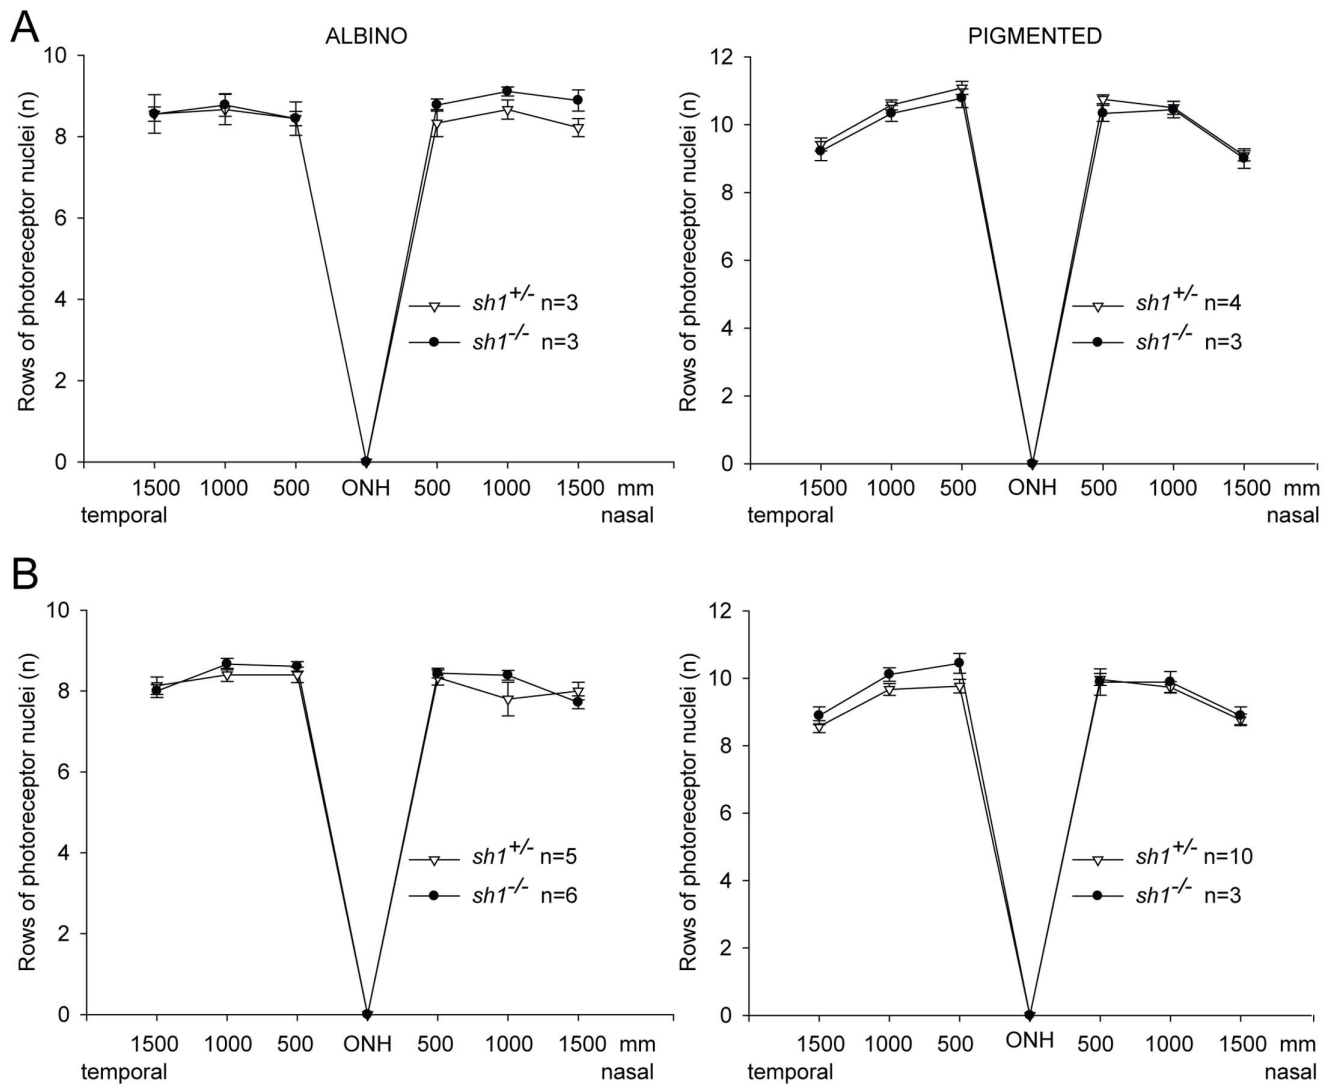 A
ALBINO
Rows of photoreceptor nuclei (n)
10
8
6
4
2
0
sh1+/- n=3
sh1-/- n=3
1500 1000 500 ONH 500 1000 1500 mm
temporal nasal
PIGMENTED
Rows of photoreceptor nuclei (n)
12
10
8
6
4
2
0
sh1+/- n=4
sh1-/- n=3
1500 1000 500 ONH 500 1000 1500 mm
temporal nasal
B
Rows of photoreceptor nuclei (n)
10
8
6
4
2
0
sh1+/- n=5
sh1-/- n=6
1500 1000 500 ONH 500 1000 1500 mm
temporal nasal
Rows of photoreceptor nuclei (n)
12
10
8
6
4
2
0
sh1+/- n=10
sh1-/- n=3
1500 1000 500 ONH 500 1000 1500 mm
temporal nasal